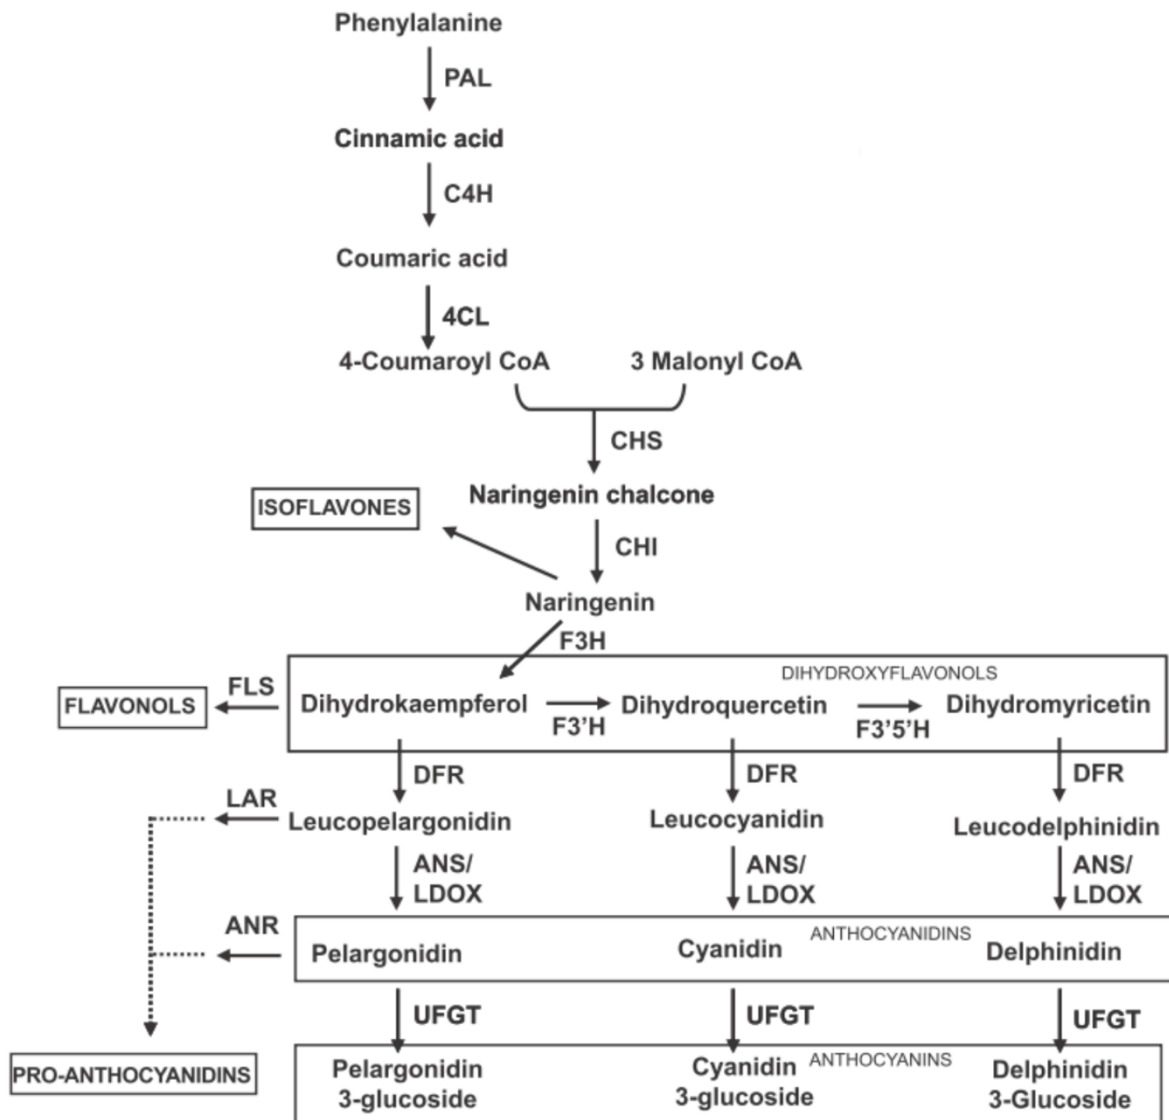 Phenylalanine
PAL
Cinnamic acid
C4H
Coumaric acid
4CL
4-Coumaroyl CoA
3 Malonyl CoA
CHS
Naringenin chalcone
ISOFLAVONES
CHI
Naringenin
F3H
DIHYDROXYFLAVONOLS
FLS
FLAVONOLS
Dihydrokaempferol
F3'H
Dihydroquercetin
F3'5'H
Dihydromyricetin
DFR
DFR
DFR
LAR
Leucopelargonidin
Leucocyanidin
Leucodelphinidin
ANS/
LDOX
ANS/
LDOX
ANS/
LDOX
ANR
ANTHOCYANIDINS
Pelargonidin
Cyanidin
Delphinidin
UFGT
UFGT
UFGT
PRO-ANTHOCYANIDINS
ANTHOCYANINS
Pelargonidin
3-glucoside
Cyanidin
3-glucoside
Delphinidin
3-Glucoside